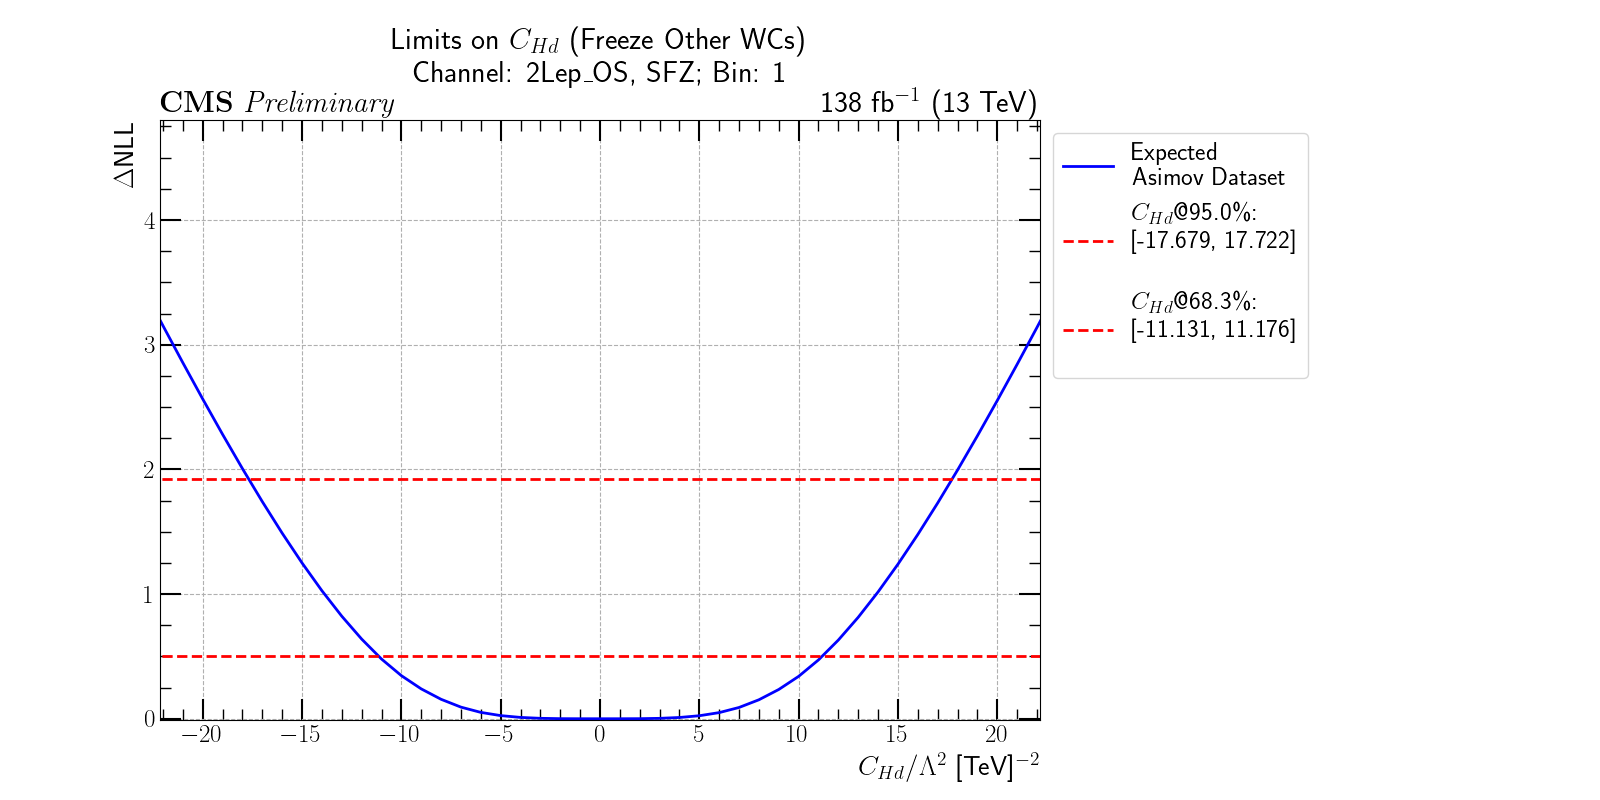 Limits on C_Hd (Freeze Other WCs)
Channel: 2Lep_OS, SFZ; Bin: 1
CMS Preliminary
138 fb⁻¹ (13 TeV)
ΔNLL
4
3
2
1
0
−20
−15
−10
−5
0
5
10
15
20
C_Hd/Λ² [TeV]⁻²
Expected
Asimov Dataset
C_Hd@95.0%:
[-17.679, 17.722]
C_Hd@68.3%:
[-11.131, 11.176]